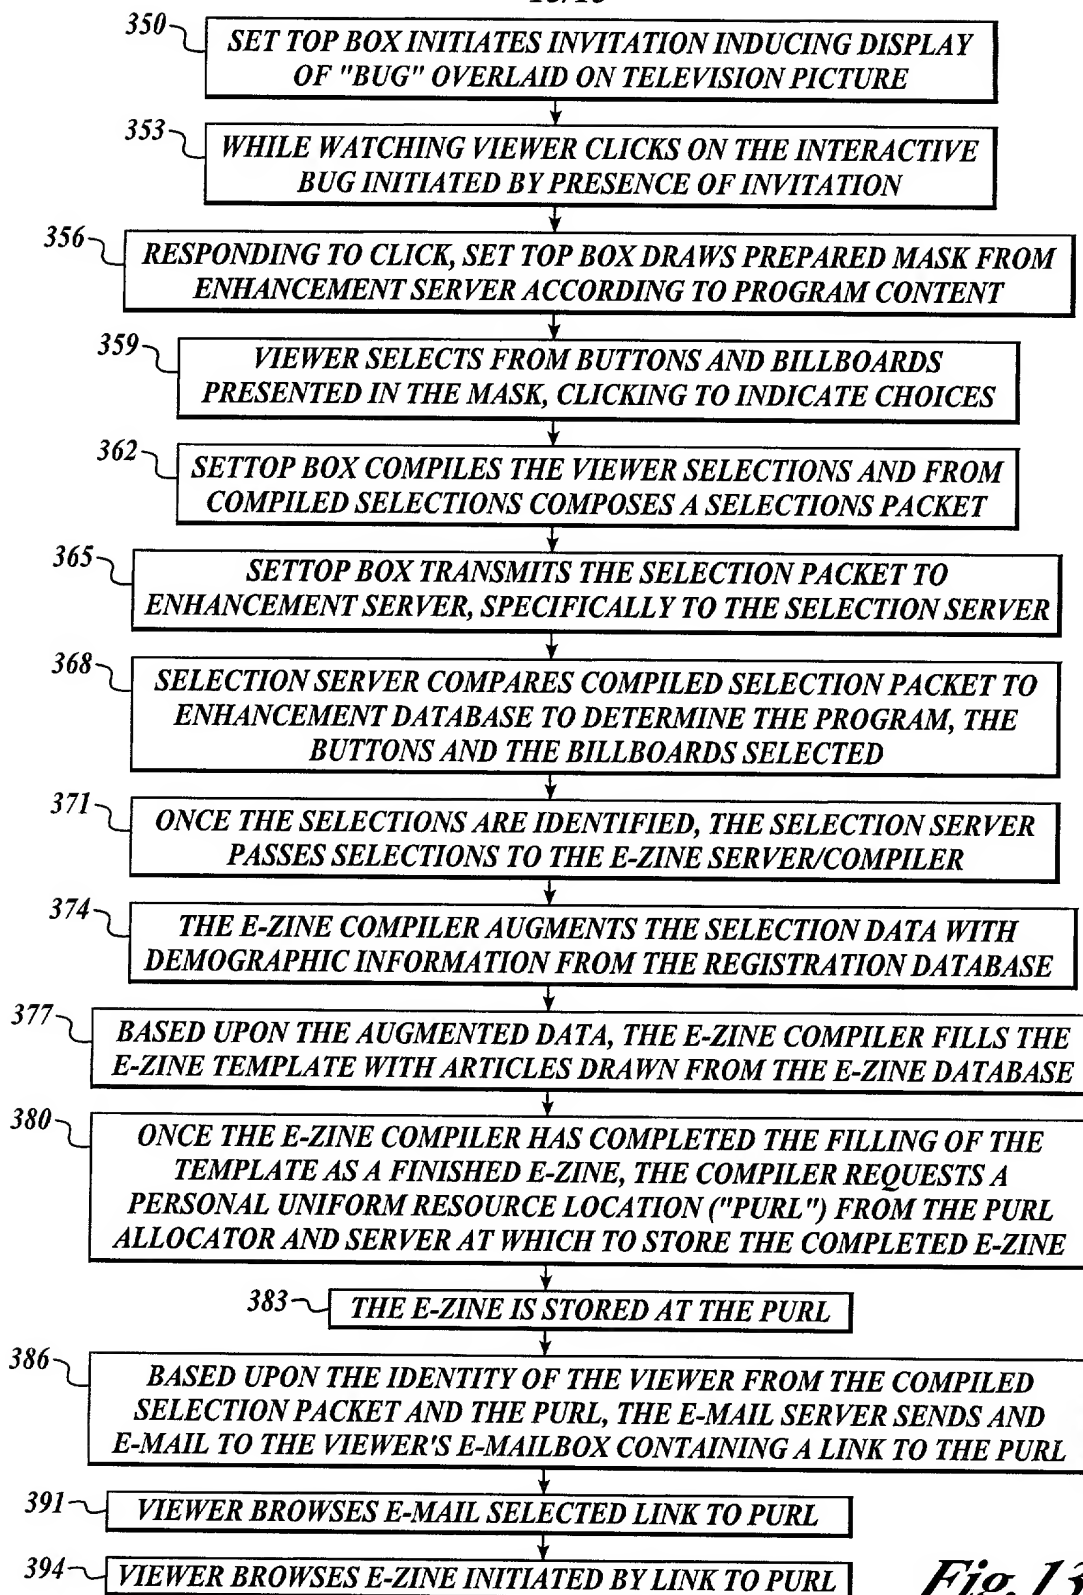 350
SET TOP BOX INITIATES INVITATION INDUCING DISPLAY
OF "BUG" OVERLAID ON TELEVISION PICTURE
353
WHILE WATCHING VIEWER CLICKS ON THE INTERACTIVE
BUG INITIATED BY PRESENCE OF INVITATION
356
RESPONDING TO CLICK, SET TOP BOX DRAWS PREPARED MASK FROM
ENHANCEMENT SERVER ACCORDING TO PROGRAM CONTENT
359
VIEWER SELECTS FROM BUTTONS AND BILLBOARDS
PRESENTED IN THE MASK, CLICKING TO INDICATE CHOICES
362
SETTOP BOX COMPILES THE VIEWER SELECTIONS AND FROM
COMPILED SELECTIONS COMPOSES A SELECTIONS PACKET
365
SETTOP BOX TRANSMITS THE SELECTION PACKET TO
ENHANCEMENT SERVER, SPECIFICALLY TO THE SELECTION SERVER
368
SELECTION SERVER COMPARES COMPILED SELECTION PACKET TO
ENHANCEMENT DATABASE TO DETERMINE THE PROGRAM, THE
BUTTONS AND THE BILLBOARDS SELECTED
371
ONCE THE SELECTIONS ARE IDENTIFIED, THE SELECTION SERVER
PASSES SELECTIONS TO THE E-ZINE SERVER/COMPILER
374
THE E-ZINE COMPILER AUGMENTS THE SELECTION DATA WITH
DEMOGRAPHIC INFORMATION FROM THE REGISTRATION DATABASE
377
BASED UPON THE AUGMENTED DATA, THE E-ZINE COMPILER FILLS THE
E-ZINE TEMPLATE WITH ARTICLES DRAWN FROM THE E-ZINE DATABASE
380
ONCE THE E-ZINE COMPILER HAS COMPLETED THE FILLING OF THE
TEMPLATE AS A FINISHED E-ZINE, THE COMPILER REQUESTS A
PERSONAL UNIFORM RESOURCE LOCATION ("PURL") FROM THE PURL
ALLOCATOR AND SERVER AT WHICH TO STORE THE COMPLETED E-ZINE
383
THE E-ZINE IS STORED AT THE PURL
386
BASED UPON THE IDENTITY OF THE VIEWER FROM THE COMPILED
SELECTION PACKET AND THE PURL, THE E-MAIL SERVER SENDS AND
E-MAIL TO THE VIEWER'S E-MAILBOX CONTAINING A LINK TO THE PURL
391
VIEWER BROWSES E-MAIL SELECTED LINK TO PURL
394
VIEWER BROWSES E-ZINE INITIATED BY LINK TO PURL
Fig. 13